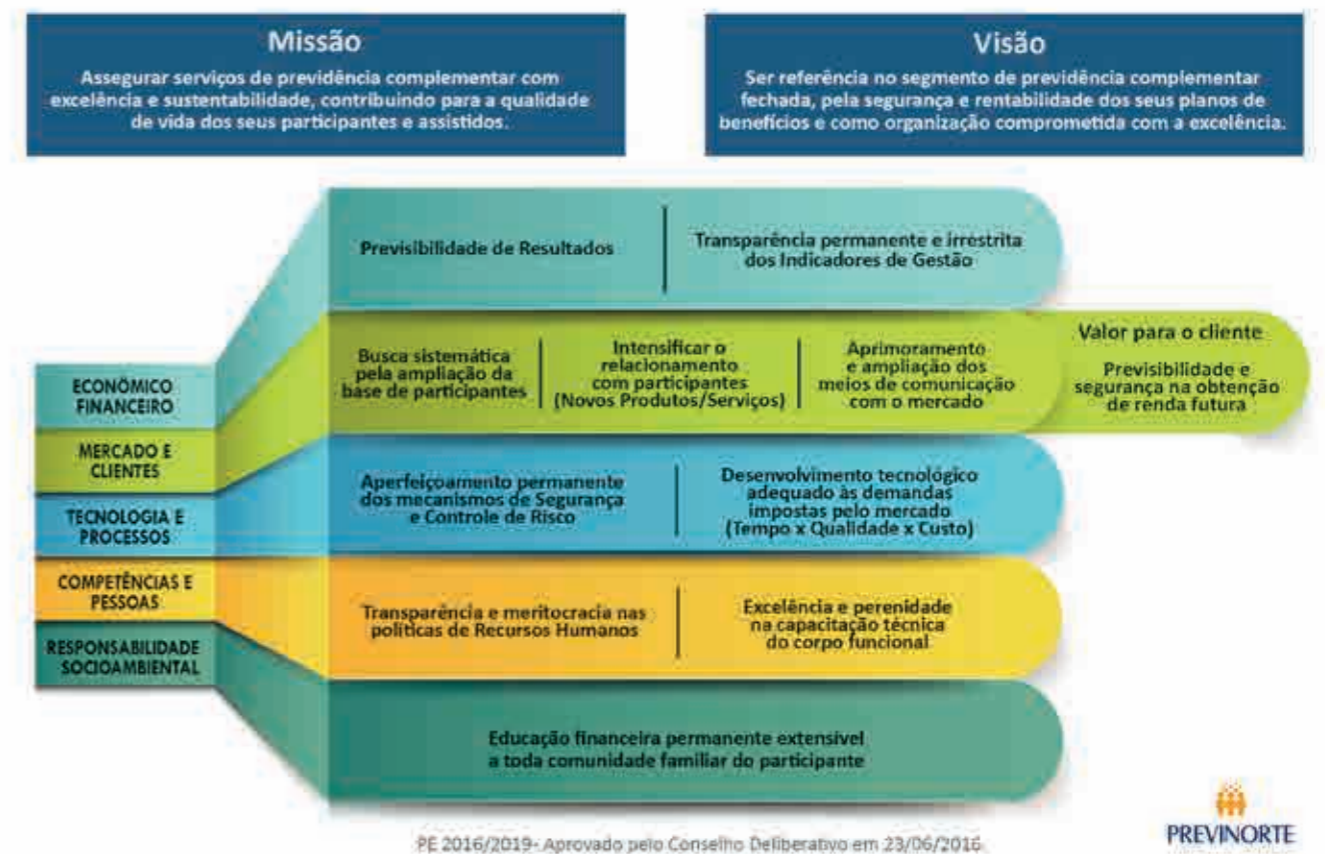 Missão
Assegurar serviços de previdência complementar com
excelência e sustentabilidade, contribuindo para a qualidade
de vida dos seus participantes e assistidos.
Visão
Ser referência no segmento de previdência complementar
fechada, pela segurança e rentabilidade dos seus planos de
benefícios e como organização comprometida com a excelência.
ECONÔMICO
FINANCEIRO
Previsibilidade de Resultados
Transparência permanente e irrestrita
dos Indicadores de Gestão
MERCADO E
CLIENTES
Busca sistemática
pela ampliação da
base de participantes
Intensificar o
relacionamento
com participantes
(Novos Produtos/Serviços)
Aprimoramento
e ampliação dos
meios de comunicação
com o mercado
Valor para o cliente
Previsibilidade e
segurança na obtenção
de renda futura
TECNOLOGIA E
PROCESSOS
Aperfeiçoamento permanente
dos mecanismos de Segurança
e Controle de Risco
Desenvolvimento tecnológico
adequado às demandas
impostas pelo mercado
(Tempo x Qualidade x Custo)
COMPETÊNCIAS E
PESSOAS
Transparência e meritocracia nas
políticas de Recursos Humanos
Excelência e perenidade
na capacitação técnica
do corpo funcional
RESPONSABILIDADE
SOCIOAMBIENTAL
Educação financeira permanente extensível
a toda comunidade familiar do participante
PE 2016/2019- Aprovado pelo Conselho Deliberativo em 23/06/2016
PREVINORTE